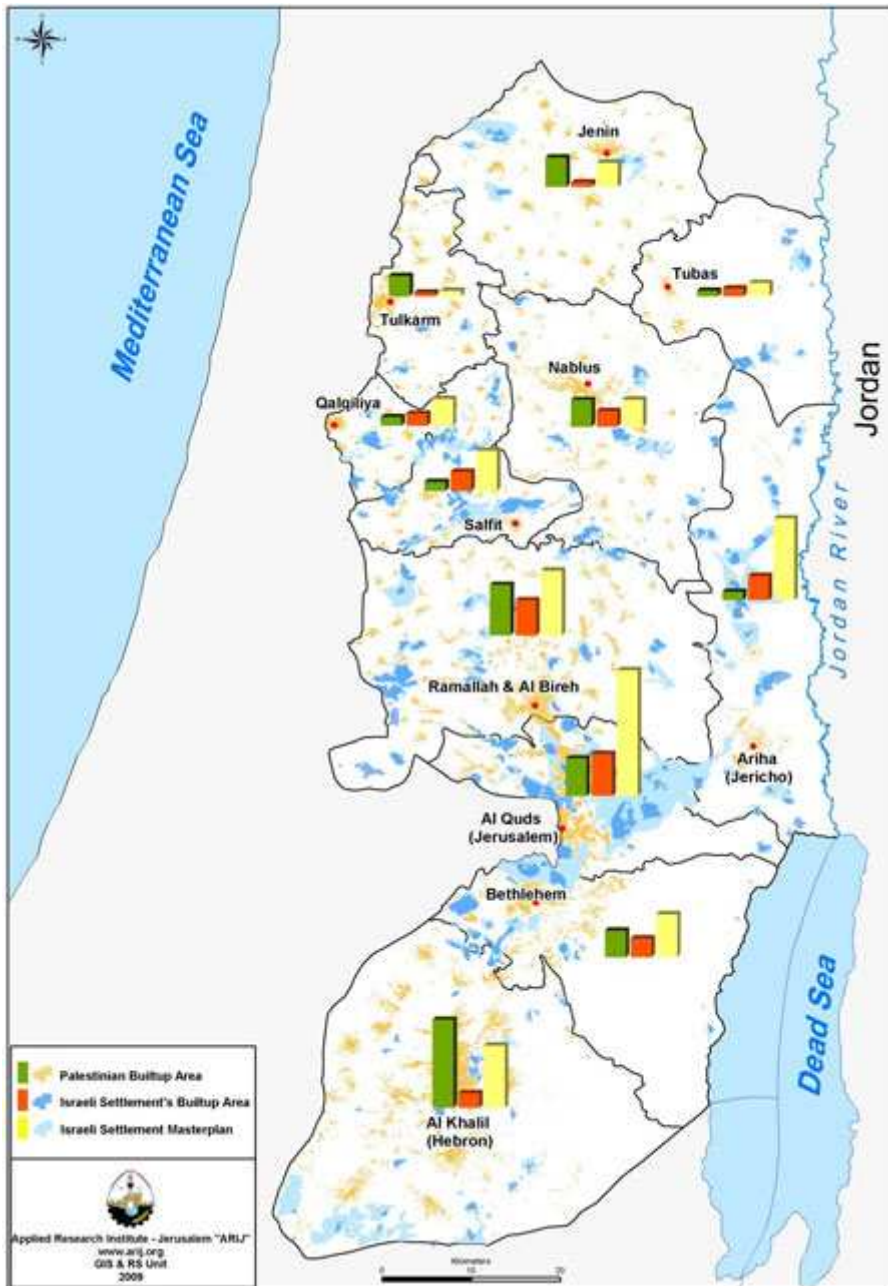 Mediterranean Sea
Jenin
Tubas
Tulkarm
Nablus
Jordan
Qalqiliya
Salfit
Jordan River
Ramallah & Al Bireh
Ariha
(Jericho)
Al Quds
(Jerusalem)
Bethlehem
Dead Sea
Al Khalil
(Hebron)
Palestinian Builtup Area
Israeli Settlement's Builtup Area
Israeli Settlement Masterplan
Applied Research Institute - Jerusalem "ARIJ"
www.arij.org
GIS & RS Unit
2009
Kilometers
0 10 20